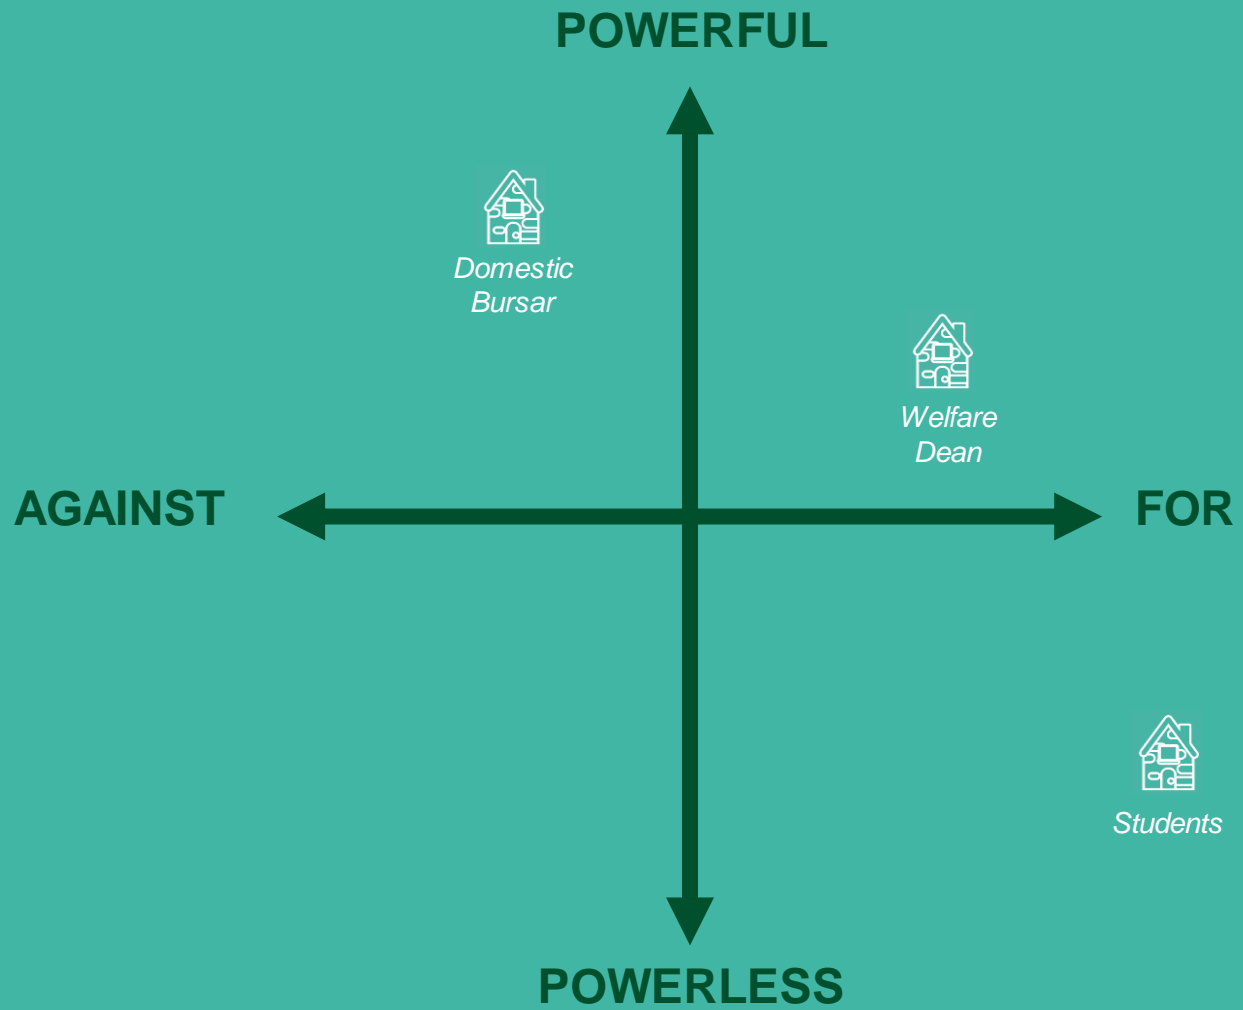 POWERFUL
Domestic
Bursar
Welfare
Dean
AGAINST
FOR
Students
POWERLESS